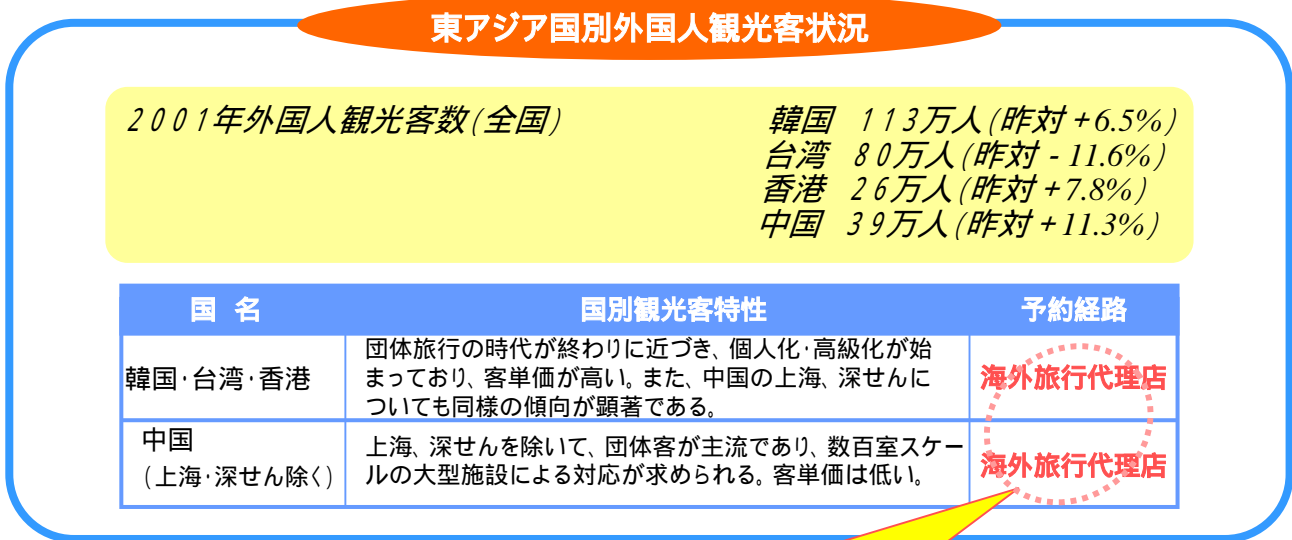 東アジア国別外国人観光客状況
2001年外国人観光客数(全国) 韓国 113万人(昨対+6.5%)
台湾 80万人(昨対-11.6%)
香港 26万人(昨対+7.8%)
中国 39万人(昨対+11.3%)
国 名 国別観光客特性 予約経路
韓国・台湾・香港
団体旅行の時代が終わりに近づき、個人化・高級化が始
まっており、客単価が高い。また、中国の上海、深せんに
ついても同様の傾向が顕著である。
海外旅行代理店
中国
(上海・深せん除く)
上海、深せんを除いて、団体客が主流であり、数百室スケー
ルの大型施設による対応が求められる。客単価は低い。
海外旅行代理店